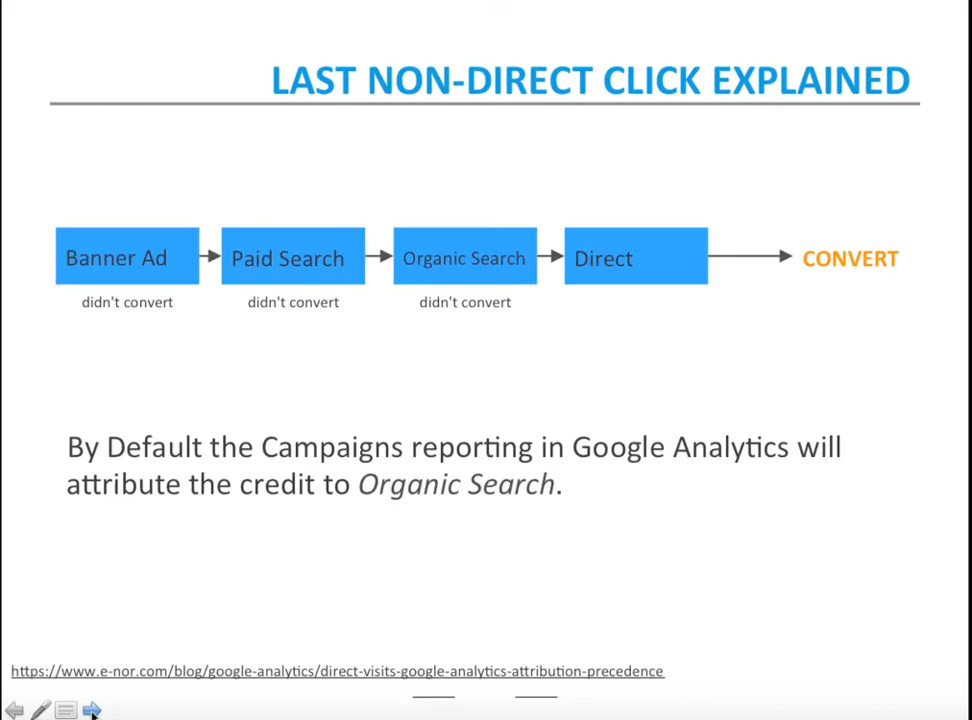 LAST NON-DIRECT CLICK EXPLAINED
Banner Ad
Paid Search
Organic Search
Direct
CONVERT
didn't convert
didn't convert
didn't convert
By Default the Campaigns reporting in Google Analytics will
attribute the credit to Organic Search.
https://www.e-nor.com/blog/google-analytics/direct-visits-google-analytics-attribution-precedence